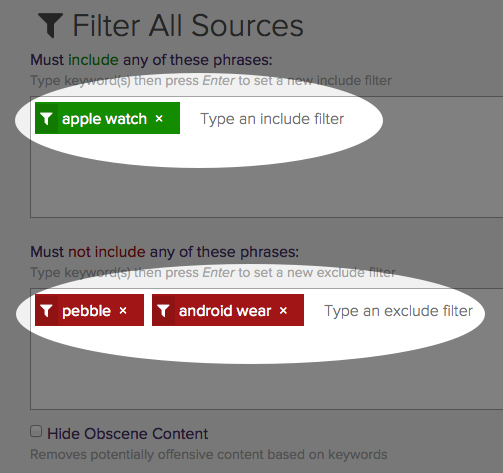 Filter All Sources
Must include any of these phrases:
Type keyword(s) then press Enter to set a new include filter
apple watch × Type an include filter
Must not include any of these phrases:
Type keyword(s) then press Enter to set a new exclude filter
pebble × android wear × Type an exclude filter
Hide Obscene Content
Removes potentially offensive content based on keywords